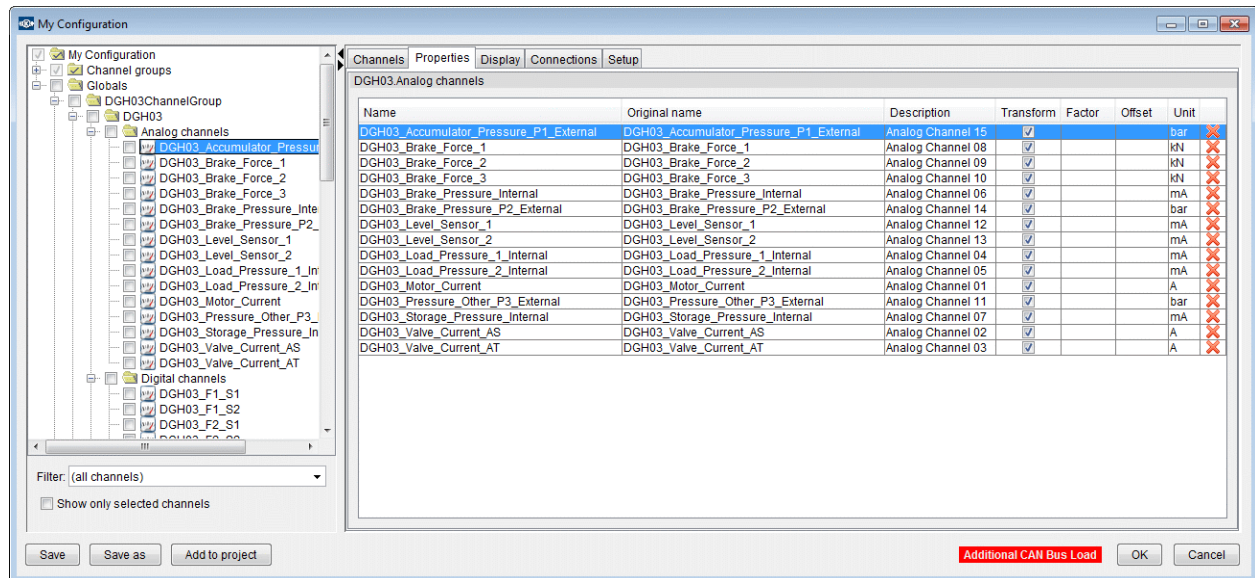 My Configuration
My Configuration
Channel groups
Globals
DGH03ChannelGroup
DGH03
Analog channels
DGH03_Accumulator_Pressur
DGH03_Brake_Force_1
DGH03_Brake_Force_2
DGH03_Brake_Force_3
DGH03_Brake_Pressure_Inte
DGH03_Brake_Pressure_P2_
DGH03_Level_Sensor_1
DGH03_Level_Sensor_2
DGH03_Load_Pressure_1_In
DGH03_Load_Pressure_2_In
DGH03_Motor_Current
DGH03_Pressure_Other_P3_
DGH03_Storage_Pressure_In
DGH03_Valve_Current_AS
DGH03_Valve_Current_AT
Digital channels
DGH03_F1_S1
DGH03_F1_S2
DGH03_F2_S1
Filter: (all channels)
Show only selected channels
Channels Properties Display Connections Setup
DGH03.Analog channels
Name Original name Description Transform Factor Offset Unit
DGH03_Accumulator_Pressure_P1_External DGH03_Accumulator_Pressure_P1_External Analog Channel 15 bar
DGH03_Brake_Force_1 DGH03_Brake_Force_1 Analog Channel 08 kN
DGH03_Brake_Force_2 DGH03_Brake_Force_2 Analog Channel 09 kN
DGH03_Brake_Force_3 DGH03_Brake_Force_3 Analog Channel 10 kN
DGH03_Brake_Pressure_Internal DGH03_Brake_Pressure_Internal Analog Channel 06 mA
DGH03_Brake_Pressure_P2_External DGH03_Brake_Pressure_P2_External Analog Channel 14 bar
DGH03_Level_Sensor_1 DGH03_Level_Sensor_1 Analog Channel 12 mA
DGH03_Level_Sensor_2 DGH03_Level_Sensor_2 Analog Channel 13 mA
DGH03_Load_Pressure_1_Internal DGH03_Load_Pressure_1_Internal Analog Channel 04 mA
DGH03_Load_Pressure_2_Internal DGH03_Load_Pressure_2_Internal Analog Channel 05 mA
DGH03_Motor_Current DGH03_Motor_Current Analog Channel 01 A
DGH03_Pressure_Other_P3_External DGH03_Pressure_Other_P3_External Analog Channel 11 bar
DGH03_Storage_Pressure_Internal DGH03_Storage_Pressure_Internal Analog Channel 07 mA
DGH03_Valve_Current_AS DGH03_Valve_Current_AS Analog Channel 02 A
DGH03_Valve_Current_AT DGH03_Valve_Current_AT Analog Channel 03 A
Save Save as Add to project Additional CAN Bus Load OK Cancel